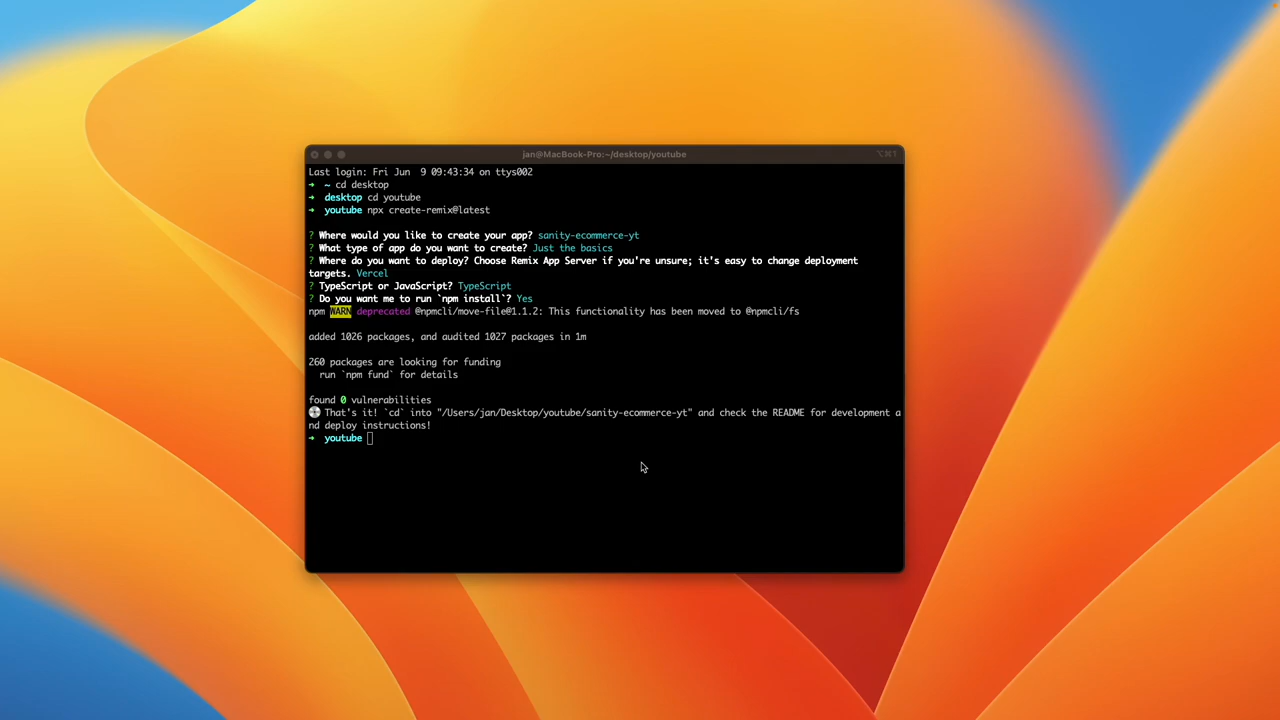 jan@MacBook-Pro:~/desktop/youtube
⌥⌘1
Last login: Fri Jun  9 09:43:34 on ttys002
➜  ~ cd desktop
➜  desktop cd youtube
➜  youtube npx create-remix@latest
? Where would you like to create your app? sanity-ecommerce-yt
? What type of app do you want to create? Just the basics
? Where do you want to deploy? Choose Remix App Server if you're unsure; it's easy to change deployment
targets. Vercel
? TypeScript or JavaScript? TypeScript
? Do you want me to run `npm install`? Yes
npm WARN deprecated @npmcli/move-file@1.1.2: This functionality has been moved to @npmcli/fs
added 1026 packages, and audited 1027 packages in 1m
260 packages are looking for funding
  run `npm fund` for details
found 0 vulnerabilities
💿 That's it! `cd` into "/Users/jan/Desktop/youtube/sanity-ecommerce-yt" and check the README for development a
nd deploy instructions!
➜  youtube